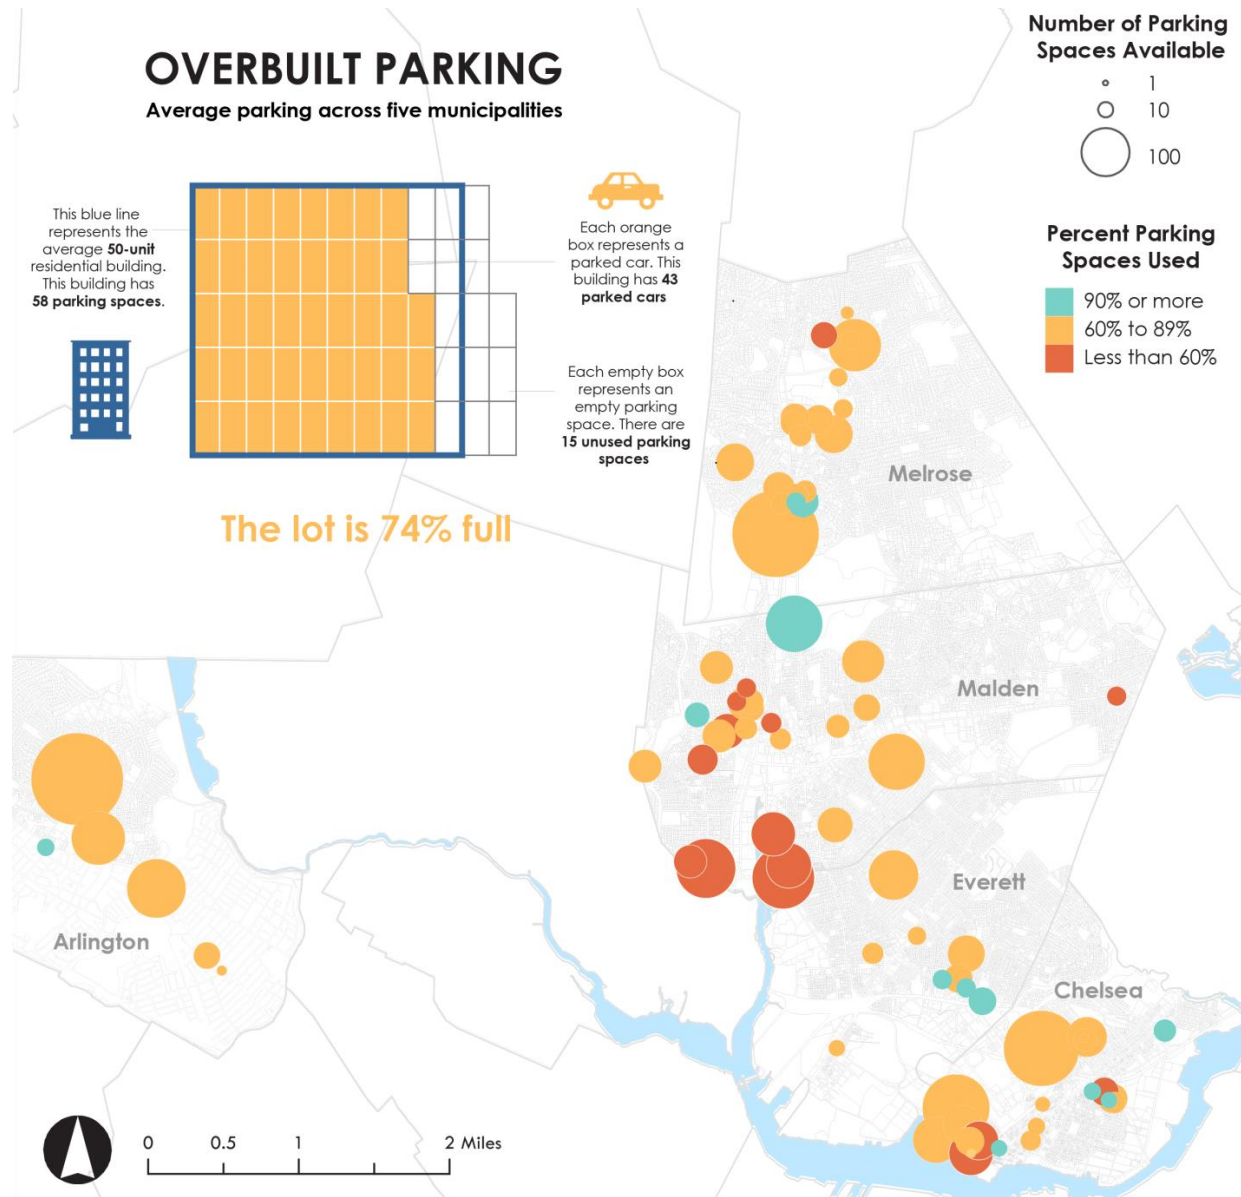 OVERBUILT PARKING
Average parking across five municipalities
This blue line
represents the
average 50-unit
residential building.
This building has
58 parking spaces.
Each orange
box represents a
parked car. This
building has 43
parked cars
Each empty box
represents an
empty parking
space. There are
15 unused parking
spaces
The lot is 74% full
Number of Parking
Spaces Available
1
10
100
Percent Parking
Spaces Used
90% or more
60% to 89%
Less than 60%
Melrose
Malden
Everett
Arlington
Chelsea
0 0.5 1 2 Miles